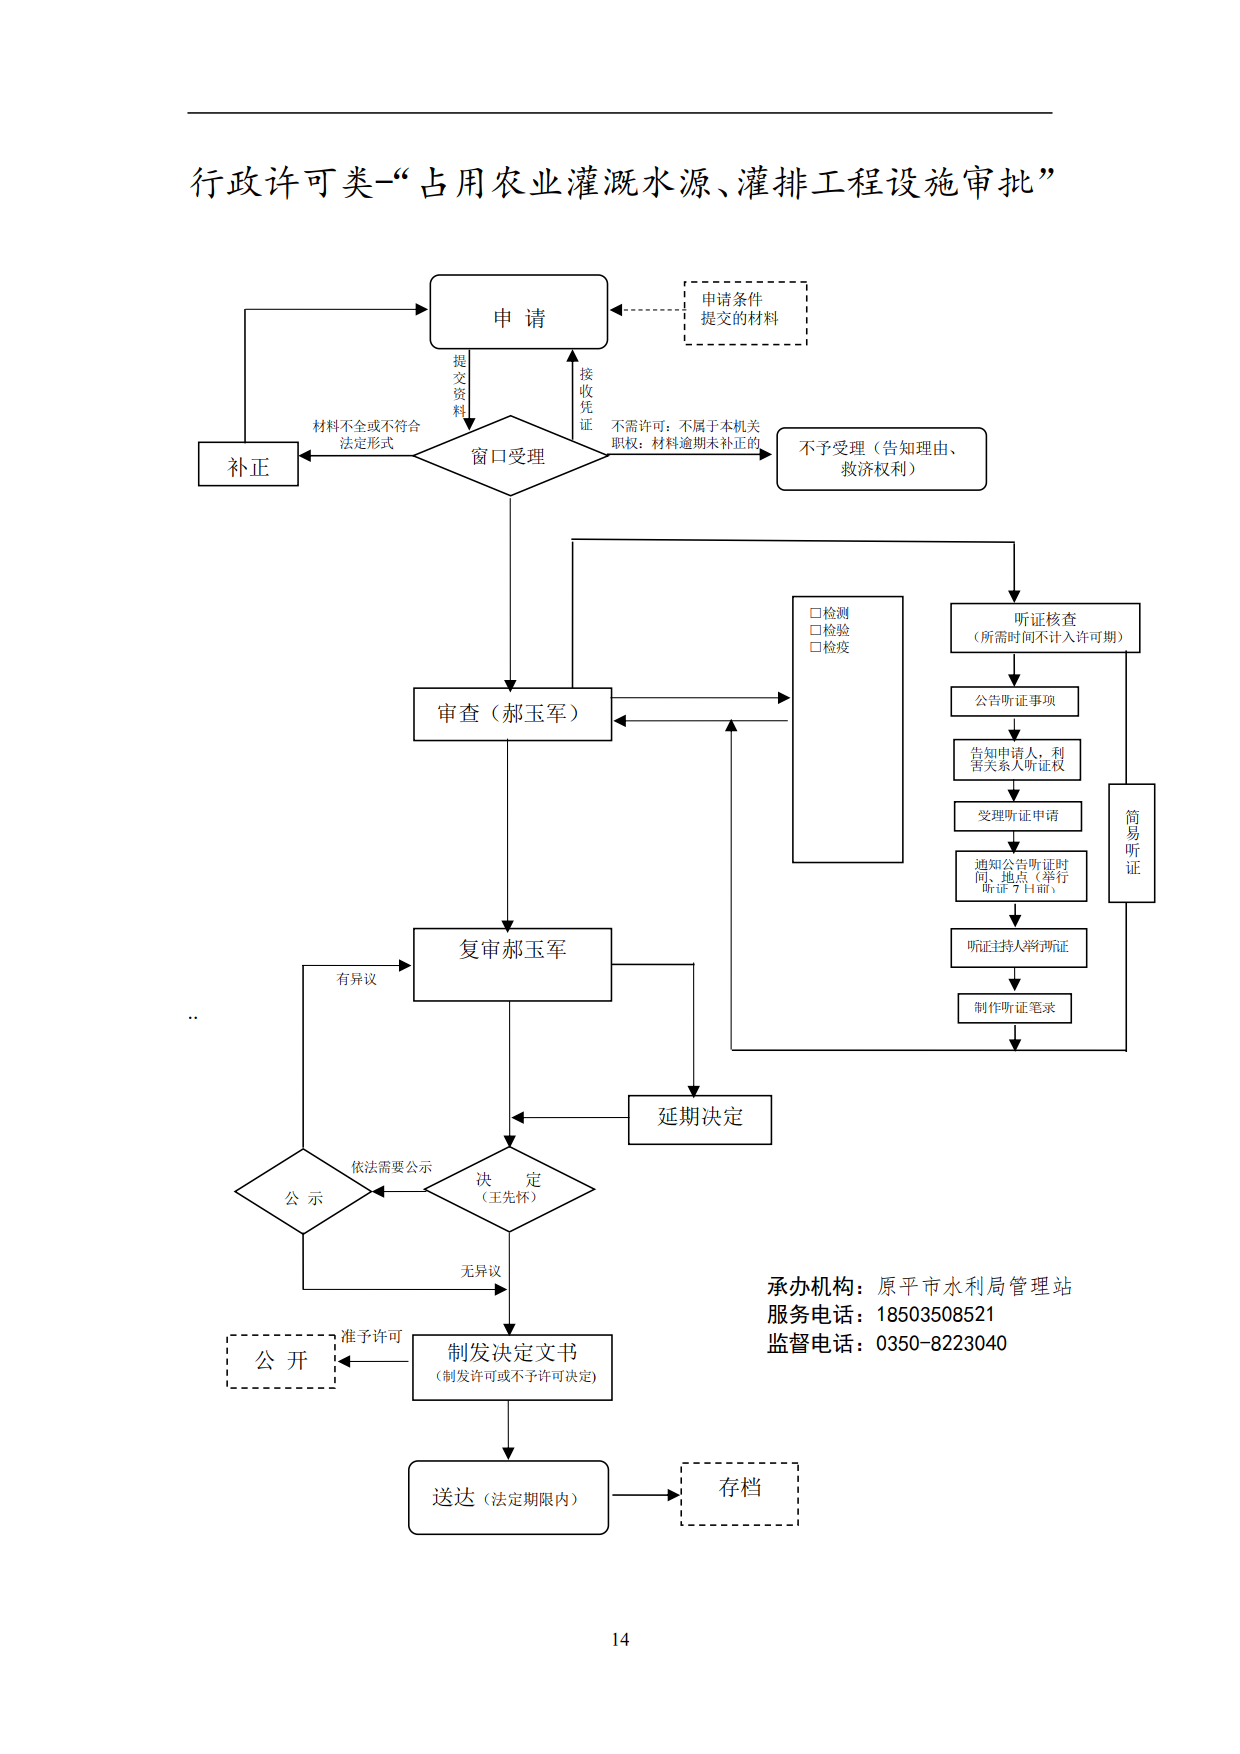 行政许可类-“占用农业灌溉水源、灌排工程设施审批”
申 请
申请条件
提交的材料
提交资料
接收凭证
材料不全或不符合
法定形式
不需许可：不属于本机关
职权：材料逾期未补正的
补正
窗口受理
不予受理（告知理由、
救济权利）
□检测
□检验
□检疫
听证核查
（所需时间不计入许可期）
审查（郝玉军）
公告听证事项
告知申请人，利
害关系人听证权
受理听证申请
简易听证
通知公告听证时
间、地点（举行
听证 7 日前）
复审郝玉军
听证主持人举行听证
有异议
制作听证笔录
..
延期决定
依法需要公示
公 示
决 定
（王先怀）
无异议
承办机构：原平市水利局管理站
服务电话：18503508521
监督电话：0350-8223040
准予许可
公 开
制发决定文书
（制发许可或不予许可决定)
送达（法定期限内）
存档
14